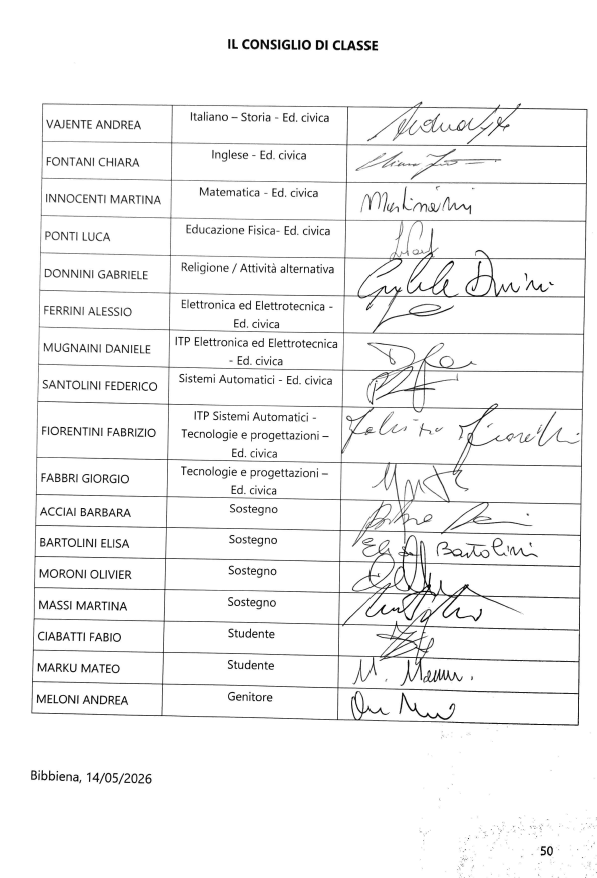 IL CONSIGLIO DI CLASSE
VAJENTE ANDREA Italiano – Storia - Ed. civica
FONTANI CHIARA Inglese - Ed. civica
INNOCENTI MARTINA Matematica - Ed. civica
PONTI LUCA Educazione Fisica- Ed. civica
DONNINI GABRIELE Religione / Attività alternativa Gabriele Donnini
FERRINI ALESSIO Elettronica ed Elettrotecnica -
Ed. civica
MUGNAINI DANIELE ITP Elettronica ed Elettrotecnica
- Ed. civica
SANTOLINI FEDERICO Sistemi Automatici - Ed. civica
ITP Sistemi Automatici -
FIORENTINI FABRIZIO Tecnologie e progettazioni –
Ed. civica
FABBRI GIORGIO Tecnologie e progettazioni –
Ed. civica
ACCIAI BARBARA Sostegno
BARTOLINI ELISA Sostegno Elisa Bartolini
MORONI OLIVIER Sostegno
MASSI MARTINA Sostegno
CIABATTI FABIO Studente
MARKU MATEO Studente
MELONI ANDREA Genitore
Bibbiena, 14/05/2026
50